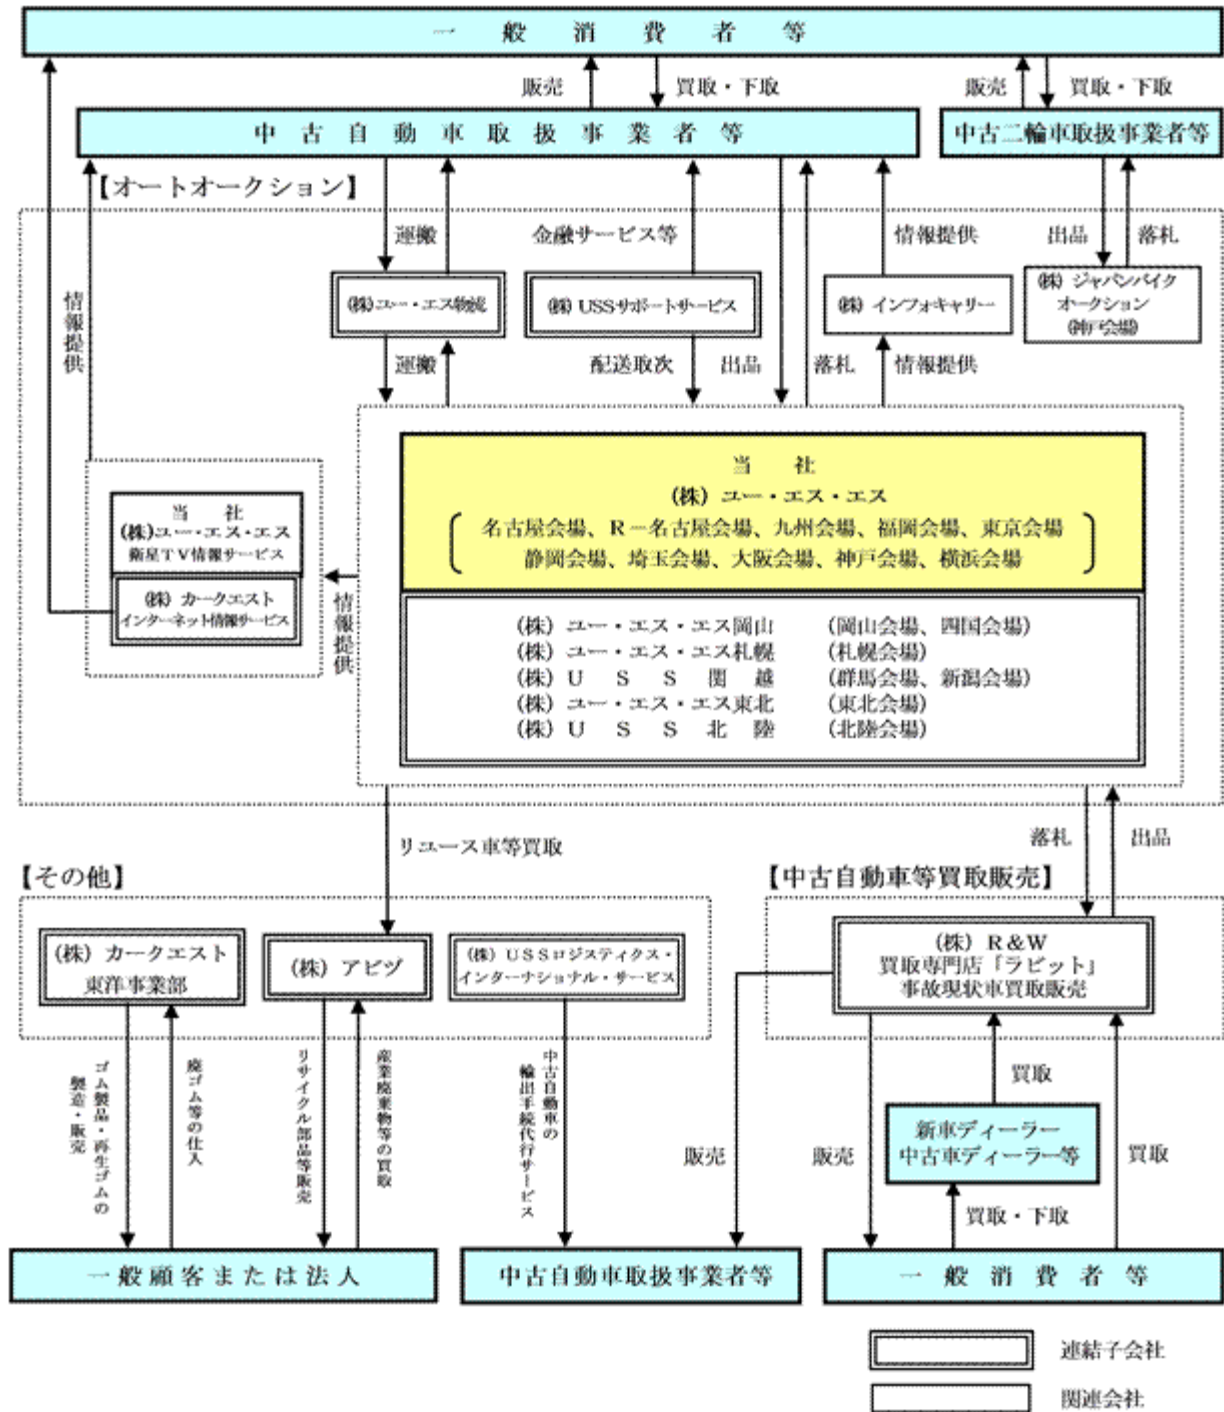 一般消費者等
販売
買取・下取
販売
買取・下取
中古自動車取扱事業者等
中古二輪車取扱事業者等
【オートオークション】
運搬
金融サービス等
情報提供
出品
落札
情報提供
(株)ユー・エス物流
(株)USSサポートサービス
(株)インフォキャリー
(株)ジャパンバイク
オークション
(神戸会場)
運搬
配送取次
出品
落札
情報提供
当 社
(株)ユー・エス・エス
名古屋会場、R-名古屋会場、九州会場、福岡会場、東京会場
静岡会場、埼玉会場、大阪会場、神戸会場、横浜会場
当 社
(株)ユー・エス・エス
衛星TV情報サービス
(株)カークエスト
インターネット情報サービス
情報提供
(株)ユー・エス・エス岡山 (岡山会場、四国会場)
(株)ユー・エス・エス札幌 (札幌会場)
(株)USS関越 (群馬会場、新潟会場)
(株)ユー・エス・エス東北 (東北会場)
(株)USS北陸 (北陸会場)
リユース車等買取
落札
出品
【その他】
【中古自動車等買取販売】
(株)カークエスト
東洋事業部
(株)アビヅ
(株)USSロジスティクス・
インターナショナル・サービス
(株)R&W
買取専門店「ラビット」
事故現状車買取販売
ゴム製品・再生ゴムの
製造・販売
廃ゴム等の仕入
リサイクル部品等販売
産業廃棄物等の買取
中古自動車の
輸出手続代行サービス
販売
販売
買取
新車ディーラー
中古車ディーラー等
買取
買取・下取
一般顧客または法人
中古自動車取扱事業者等
一般消費者等
連結子会社
関連会社